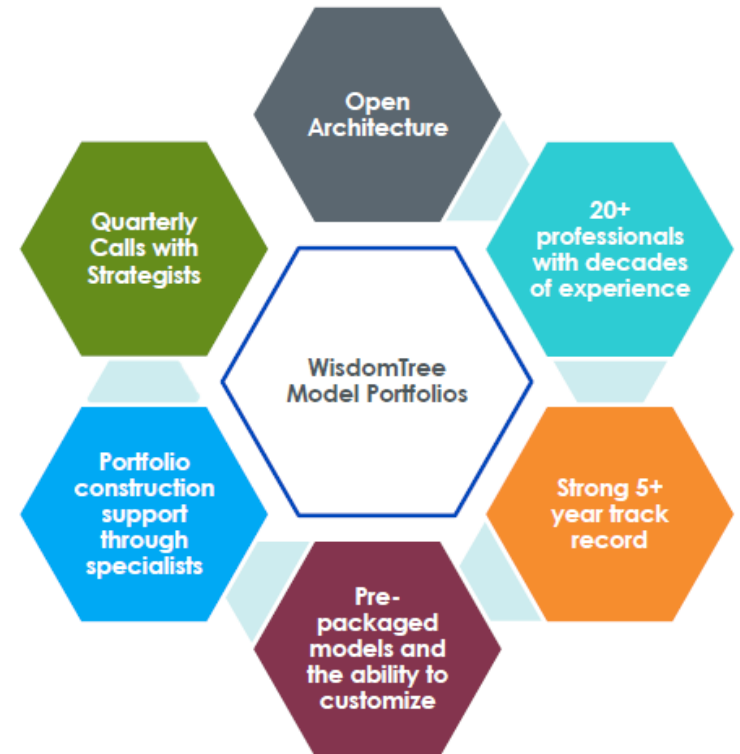 Open
Architecture
20+
professionals
with decades
of experience
Strong 5+
year track
record
Pre-
packaged
models and
the ability to
customize
Portfolio
construction
support
through
specialists
Quarterly
Calls with
Strategists
WisdomTree
Model Portfolios